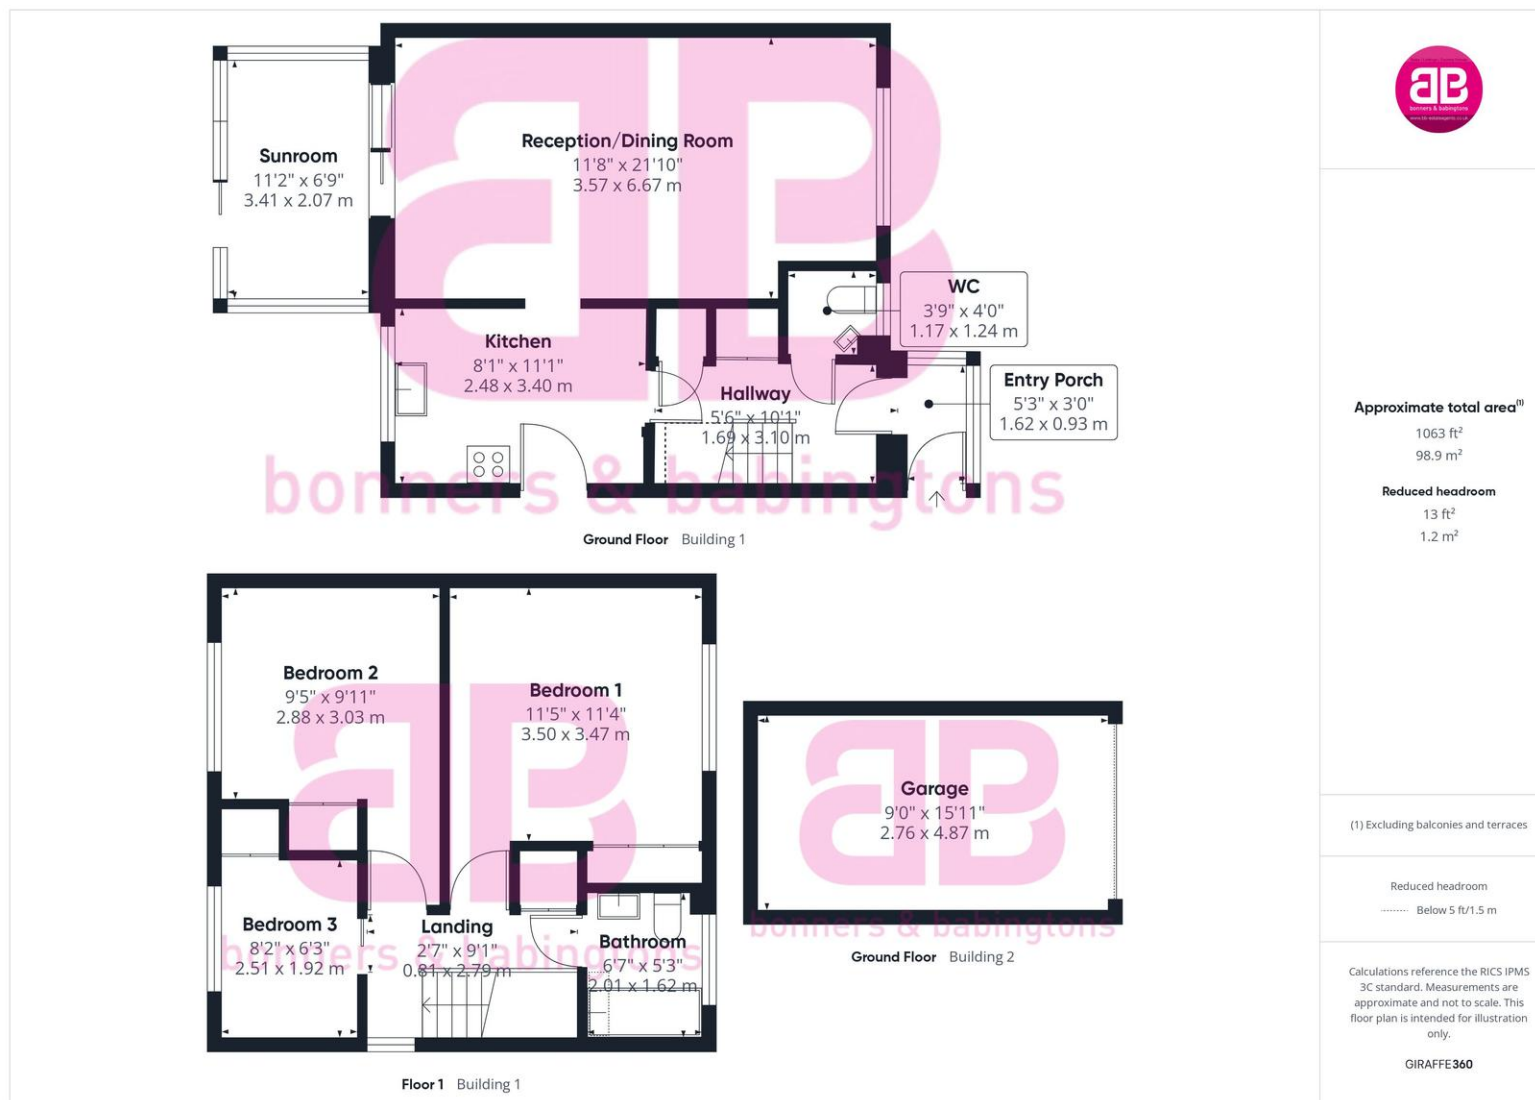 Sunroom
11'2" x 6'9"
3.41 x 2.07 m
Reception/Dining Room
11'8" x 21'10"
3.57 x 6.67 m
WC
3'9" x 4'0"
1.17 x 1.24 m
Kitchen
8'1" x 11'1"
2.48 x 3.40 m
Hallway
5'6" x 10'1"
1.69 x 3.10 m
Entry Porch
5'3" x 3'0"
1.62 x 0.93 m
bonners & babingtons
Ground Floor Building 1
Bedroom 2
9'5" x 9'11"
2.88 x 3.03 m
Bedroom 1
11'5" x 11'4"
3.50 x 3.47 m
Bedroom 3
8'2" x 6'3"
2.51 x 1.92 m
Landing
2'7" x 9'1"
0.81 x 2.79 m
Bathroom
6'7" x 5'3"
2.01 x 1.62 m
bonners & babingtons
Floor 1 Building 1
Garage
9'0" x 15'11"
2.76 x 4.87 m
bonners & babingtons
Ground Floor Building 2
bonners & babingtons
Approximate total area(1)
1063 ft²
98.9 m²
Reduced headroom
13 ft²
1.2 m²
(1) Excluding balconies and terraces
Reduced headroom
Below 5 ft/1.5 m
Calculations reference the RICS IPMS
3C standard. Measurements are
approximate and not to scale. This
floor plan is intended for illustration
only.
GIRAFFE360